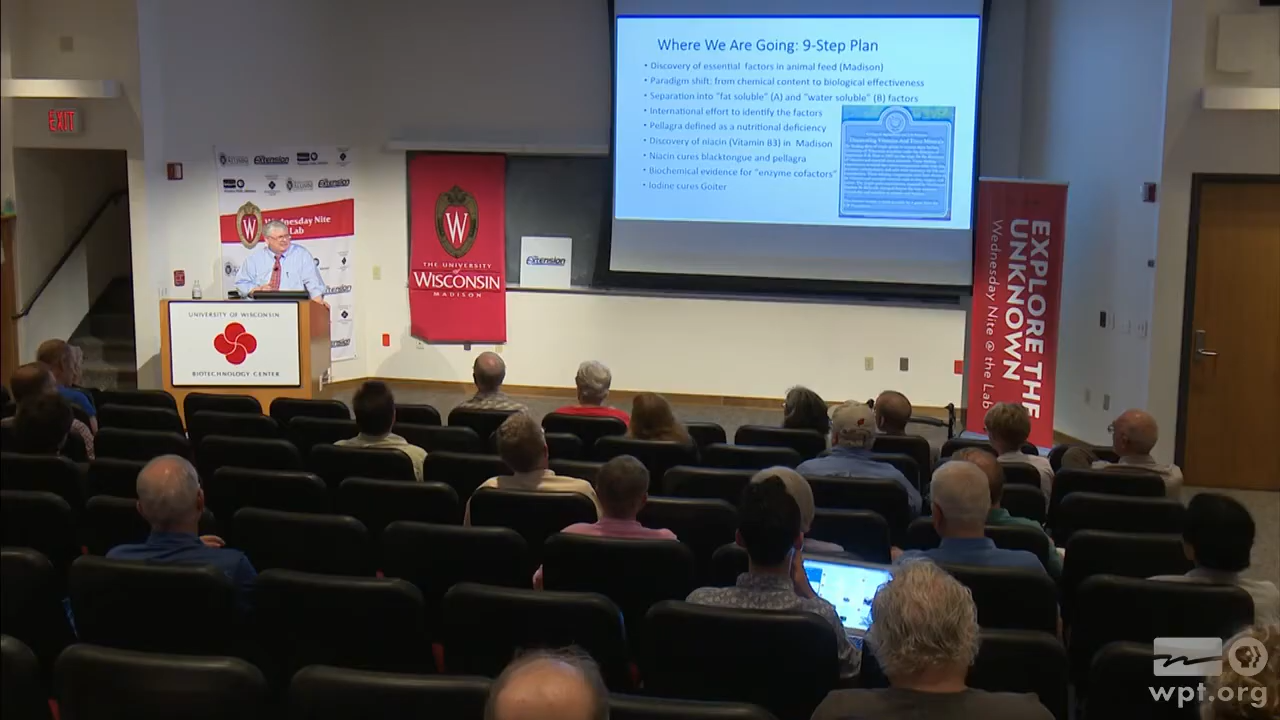 Where We Are Going: 9-Step Plan
• Discovery of essential factors in animal feed (Madison)
• Paradigm shift: from chemical content to biological effectiveness
• Separation into "fat soluble" (A) and "water soluble" (B) factors
• International effort to identify the factors
• Pellagra defined as a nutritional deficiency
• Discovery of niacin (Vitamin B3) in Madison
• Niacin cures blacktongue and pellagra
• Biochemical evidence for "enzyme cofactors"
• Iodine cures Goiter
EXIT
W
Wednesday Nite
Lab
W
THE UNIVERSITY
of
WISCONSIN
MADISON
Extension
UNIVERSITY OF WISCONSIN
BIOTECHNOLOGY CENTER
EXPLORE THE
UNKNOWN
Wednesday Nite @ the Lab
PBS
wpt.org